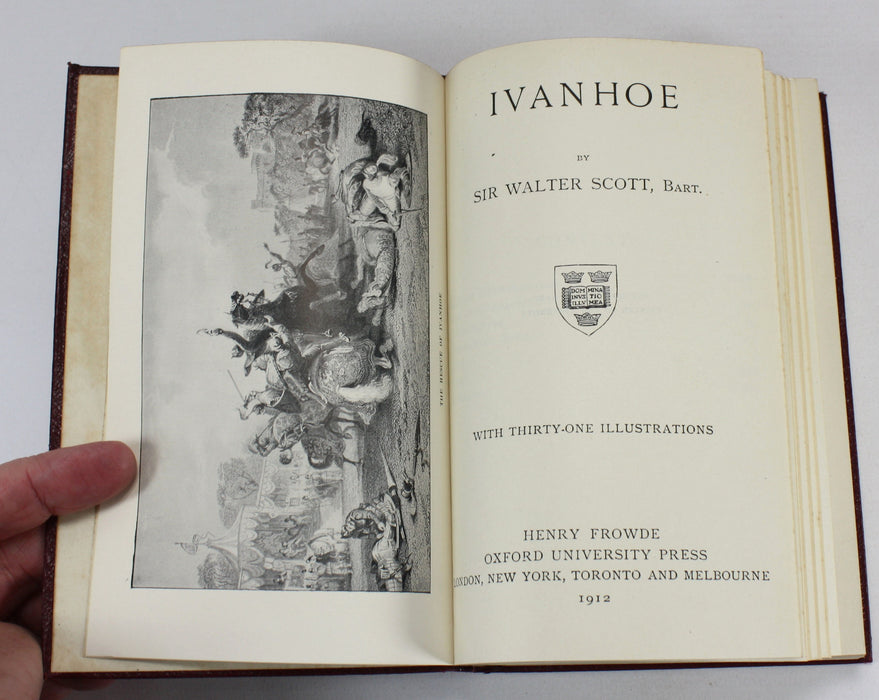 THE RESCUE OF IVANHOE
IVANHOE
BY
SIR WALTER SCOTT, BART.
DOM MINA
INVS TIO
ILLV MEA
WITH THIRTY-ONE ILLUSTRATIONS
HENRY FROWDE
OXFORD UNIVERSITY PRESS
LONDON, NEW YORK, TORONTO AND MELBOURNE
1912